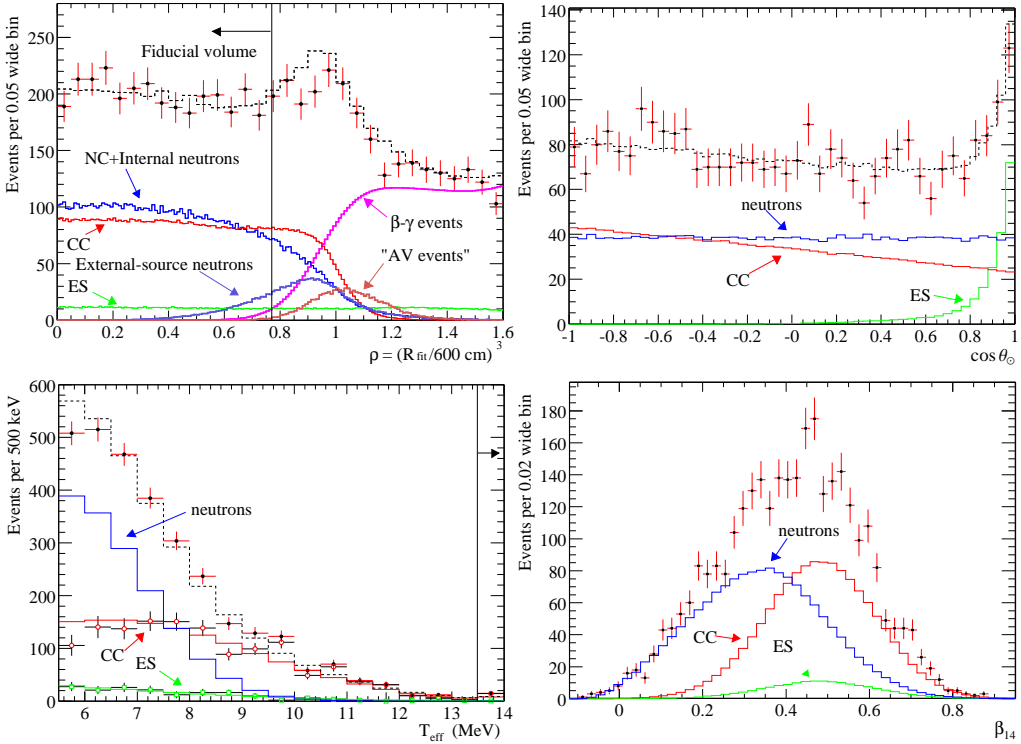 Events per 0.05 wide bin
250
200
150
100
50
0
Fiducial volume
NC+Internal neutrons
CC
β-γ events
External-source neutrons
"AV events"
ES
0 0.2 0.4 0.6 0.8 1 1.2 1.4 1.6
ρ = (R fit/600 cm) 3
Events per 0.05 wide bin
140
120
100
80
60
40
20
0
neutrons
CC
ES
-1 -0.8 -0.6 -0.4 -0.2 -0 0.2 0.4 0.6 0.8 1
cos θ⊙
Events per 500 keV
600
500
400
300
200
100
0
neutrons
CC
ES
6 7 8 9 10 11 12 13 14
Teff (MeV)
Events per 0.02 wide bin
180
160
140
120
100
80
60
40
20
0
neutrons
CC
ES
0 0.2 0.4 0.6 0.8
β14